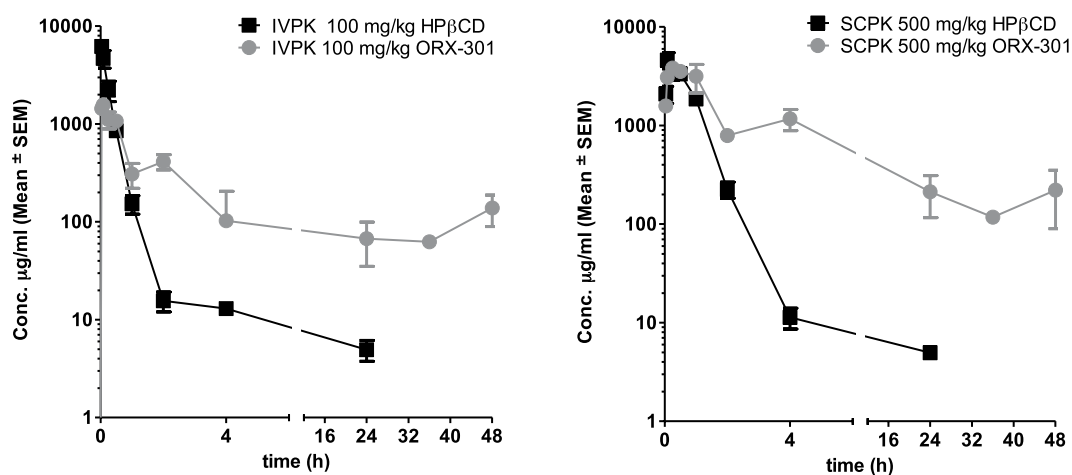 IVPK 100 mg/kg HPβCD
IVPK 100 mg/kg ORX-301
10000
1000
100
10
1
Conc. μg/ml (Mean ± SEM)
0 4 16 24 32 40 48
time (h)
SCPK 500 mg/kg HPβCD
SCPK 500 mg/kg ORX-301
10000
1000
100
10
1
Conc. μg/ml (Mean ± SEM)
0 4 16 24 32 40 48
time (h)